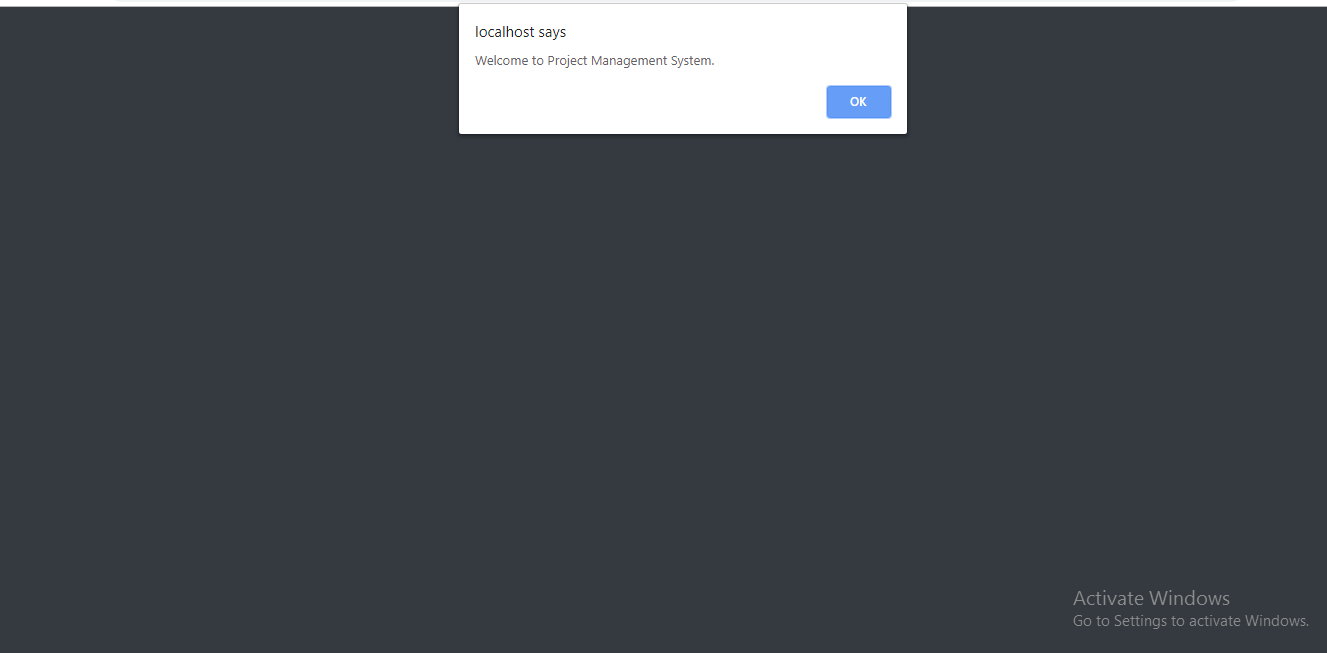 localhost says
Welcome to Project Management System.
OK
Activate Windows
Go to Settings to activate Windows.